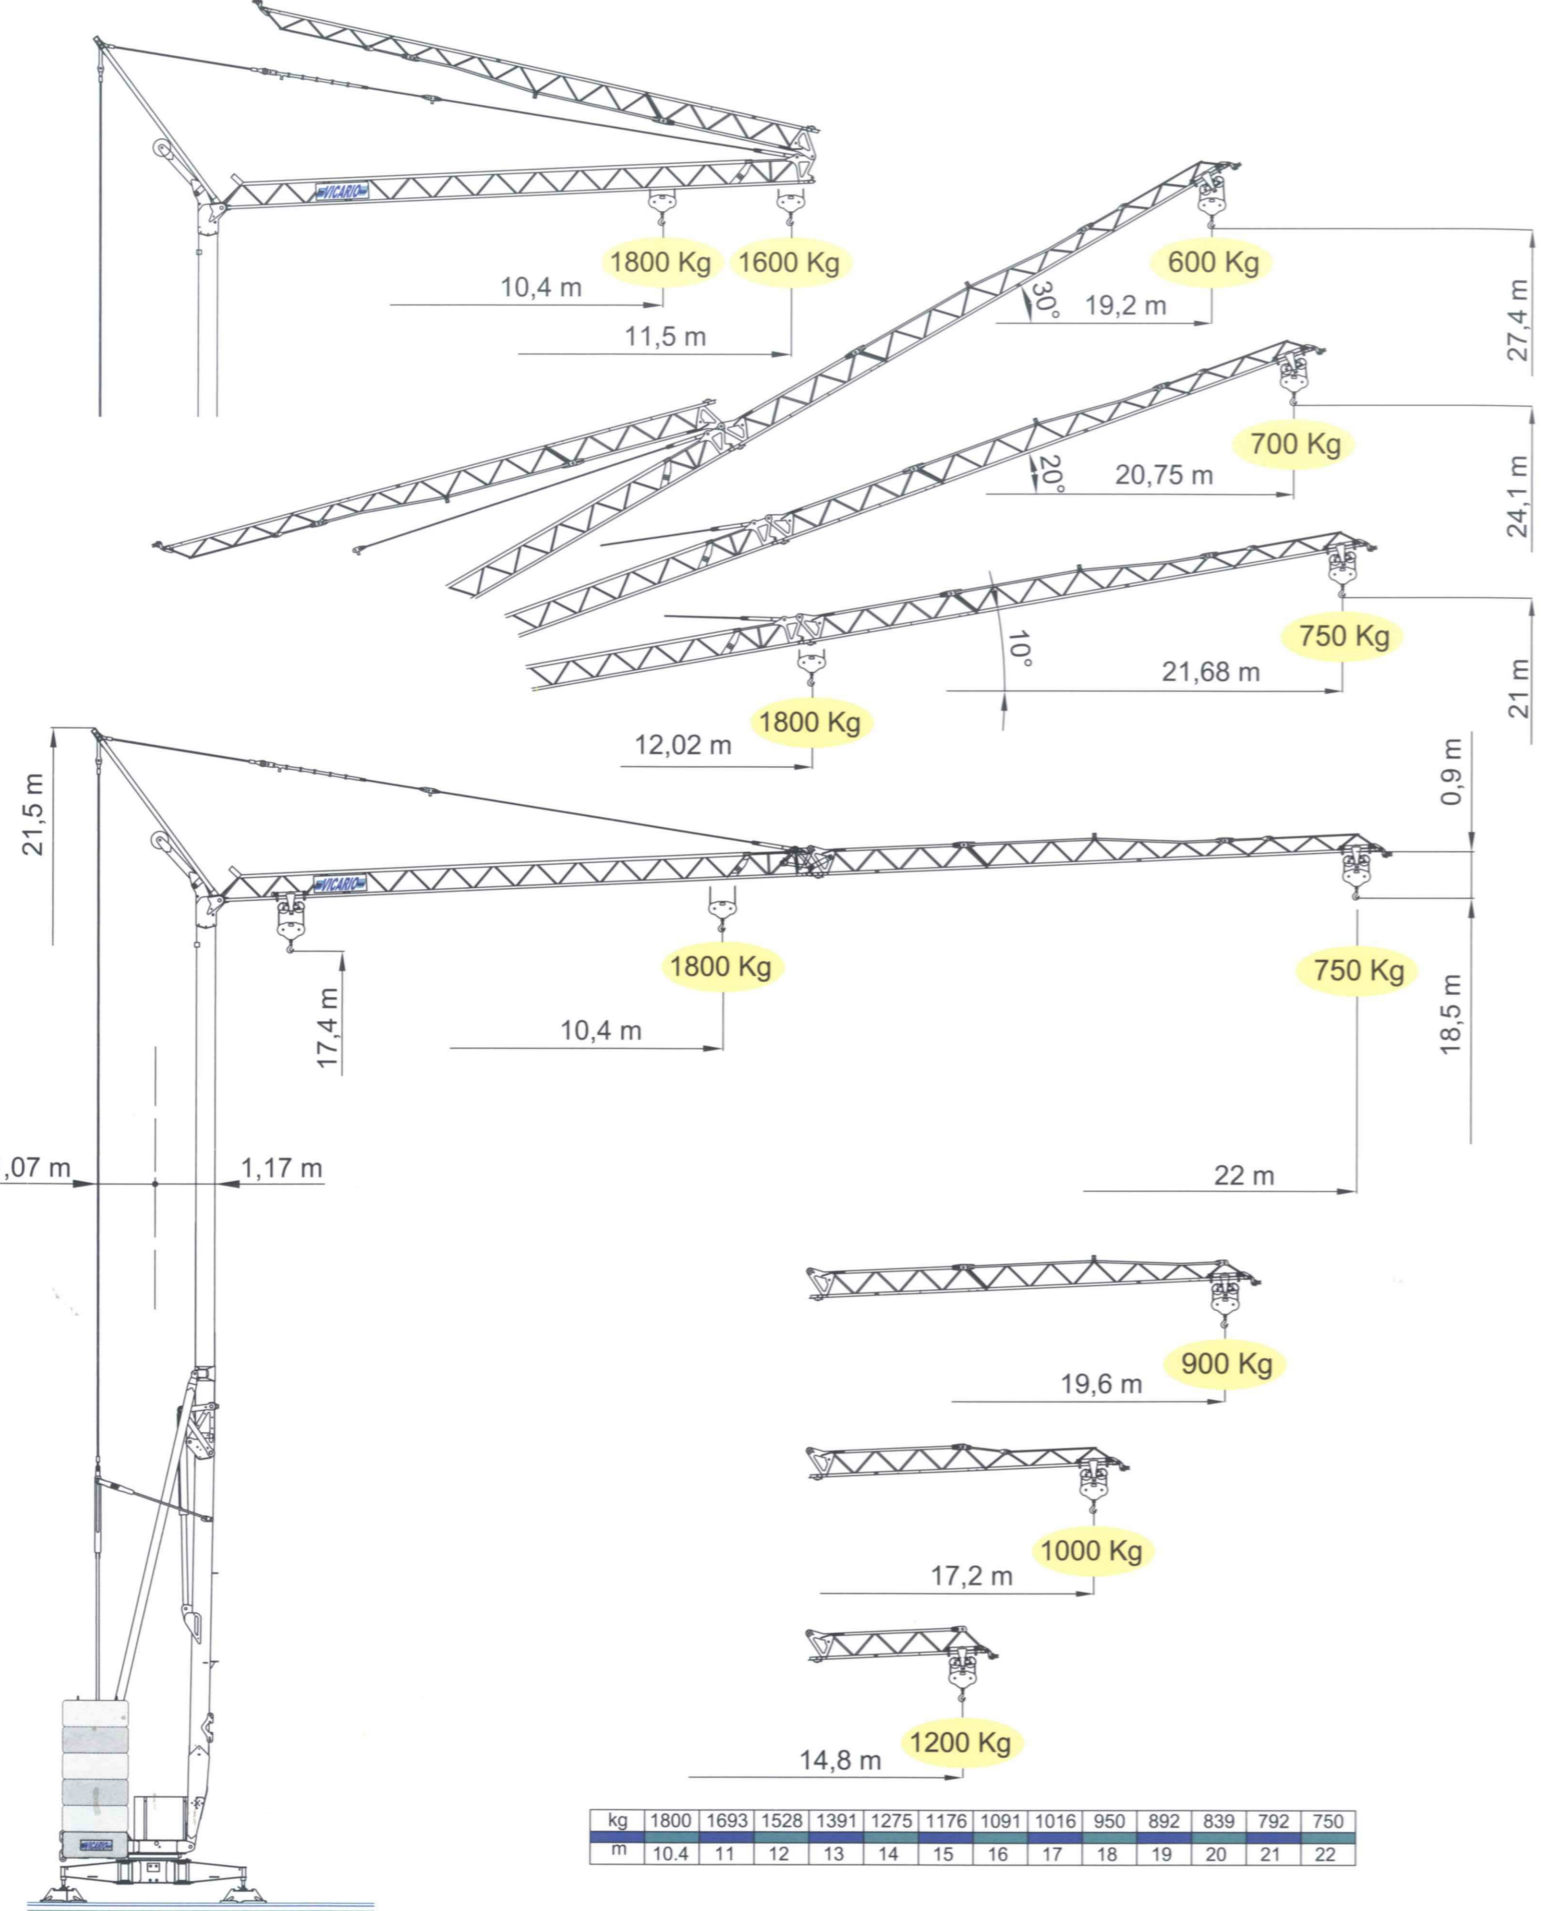 VICARIO
1800 Kg
1600 Kg
10,4 m
11,5 m
600 Kg
30°
19,2 m
27,4 m
700 Kg
20°
20,75 m
24,1 m
750 Kg
10°
21,68 m
21 m
1800 Kg
12,02 m
21,5 m
0,9 m
VICARIO
1800 Kg
750 Kg
17,4 m
10,4 m
18,5 m
,07 m
1,17 m
22 m
900 Kg
19,6 m
1000 Kg
17,2 m
1200 Kg
14,8 m
VICARIO
kg 1800 1693 1528 1391 1275 1176 1091 1016 950 892 839 792 750
m 10.4 11 12 13 14 15 16 17 18 19 20 21 22